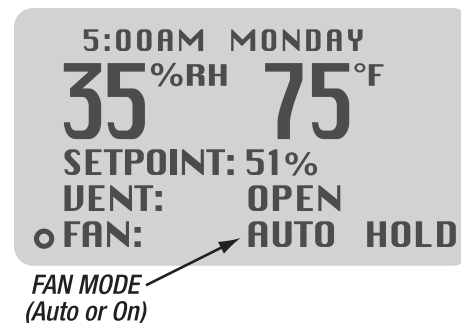 5:00AM MONDAY
35%RH 75°F
SETPOINT: 51%
VENT: OPEN
FAN: AUTO HOLD
FAN MODE
(Auto or On)